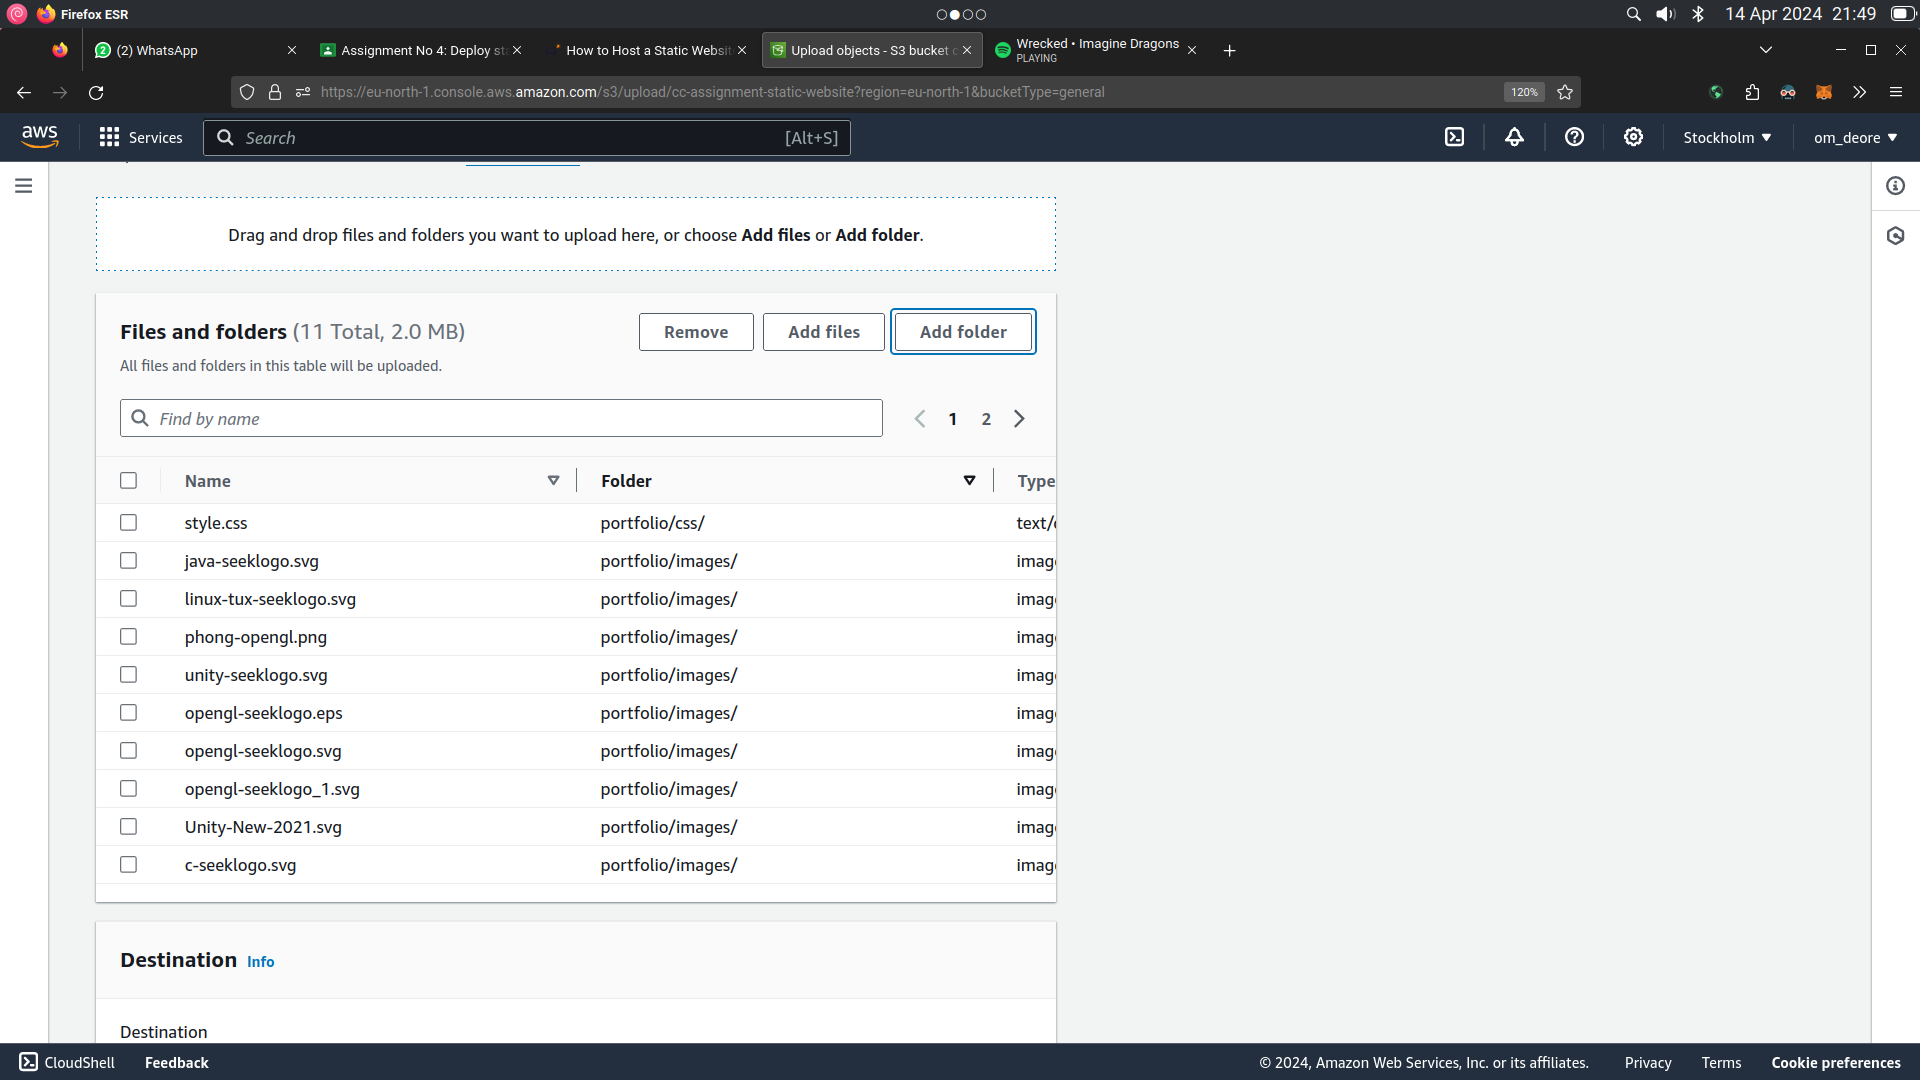 Firefox ESR
14 Apr 2024 21:49
2
(2) WhatsApp
Assignment No 4: Deploy st
How to Host a Static Websit
Upload objects - S3 bucket c
Wrecked • Imagine Dragons
PLAYING
https://eu-north-1.console.aws.amazon.com/s3/upload/cc-assignment-static-website?region=eu-north-1&bucketType=general
120%
aws
Services
Search
[Alt+S]
Stockholm
om_deore
Drag and drop files and folders you want to upload here, or choose Add files or Add folder.
Files and folders (11 Total, 2.0 MB)
Remove
Add files
Add folder
All files and folders in this table will be uploaded.
Find by name
1 2
Name Folder Type
style.css portfolio/css/ text/
java-seeklogo.svg portfolio/images/ imag
linux-tux-seeklogo.svg portfolio/images/ imag
phong-opengl.png portfolio/images/ imag
unity-seeklogo.svg portfolio/images/ imag
opengl-seeklogo.eps portfolio/images/ imag
opengl-seeklogo.svg portfolio/images/ imag
opengl-seeklogo_1.svg portfolio/images/ imag
Unity-New-2021.svg portfolio/images/ imag
c-seeklogo.svg portfolio/images/ imag
Destination Info
Destination
CloudShell
Feedback
© 2024, Amazon Web Services, Inc. or its affiliates.
Privacy
Terms
Cookie preferences